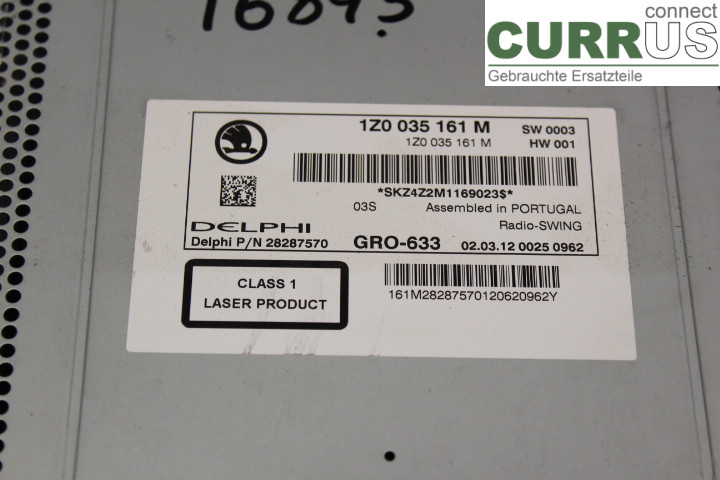 connect
CURRUS
Gebrauchte Ersatzteile
1Z0 035 161 M SW 0003
1Z0 035 161 M HW 001
*SKZ4Z2M1169023$*
03S Assembled in PORTUGAL
DELPHI Radio-SWING
Delphi P/N 28287570 GRO-633 02.03.12 0025 0962
CLASS 1
LASER PRODUCT
161M28287570120620962Y